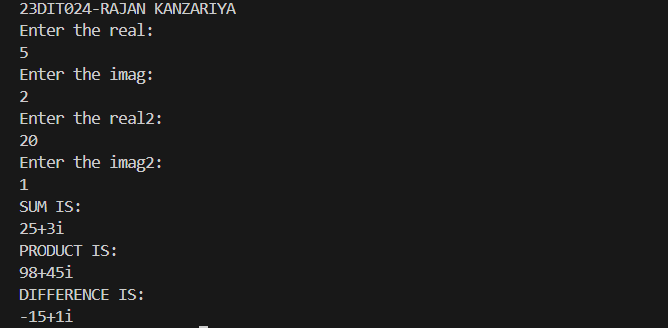 23DIT024-RAJAN KANZARIYA
Enter the real:
5
Enter the imag:
2
Enter the real2:
20
Enter the imag2:
1
SUM IS:
25+3i
PRODUCT IS:
98+45i
DIFFERENCE IS:
-15+1i